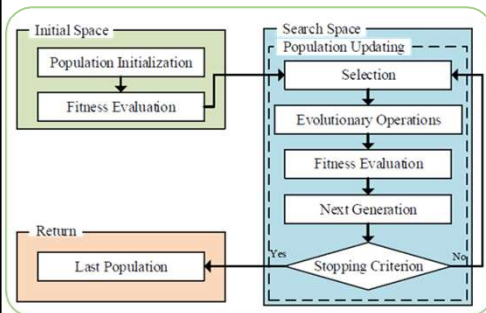 Initial Space
Population Initialization
Fitness Evaluation
Search Space
Population Updating
Selection
Evolutionary Operations
Fitness Evaluation
Next Generation
Stopping Criterion
Yes
No
Return
Last Population